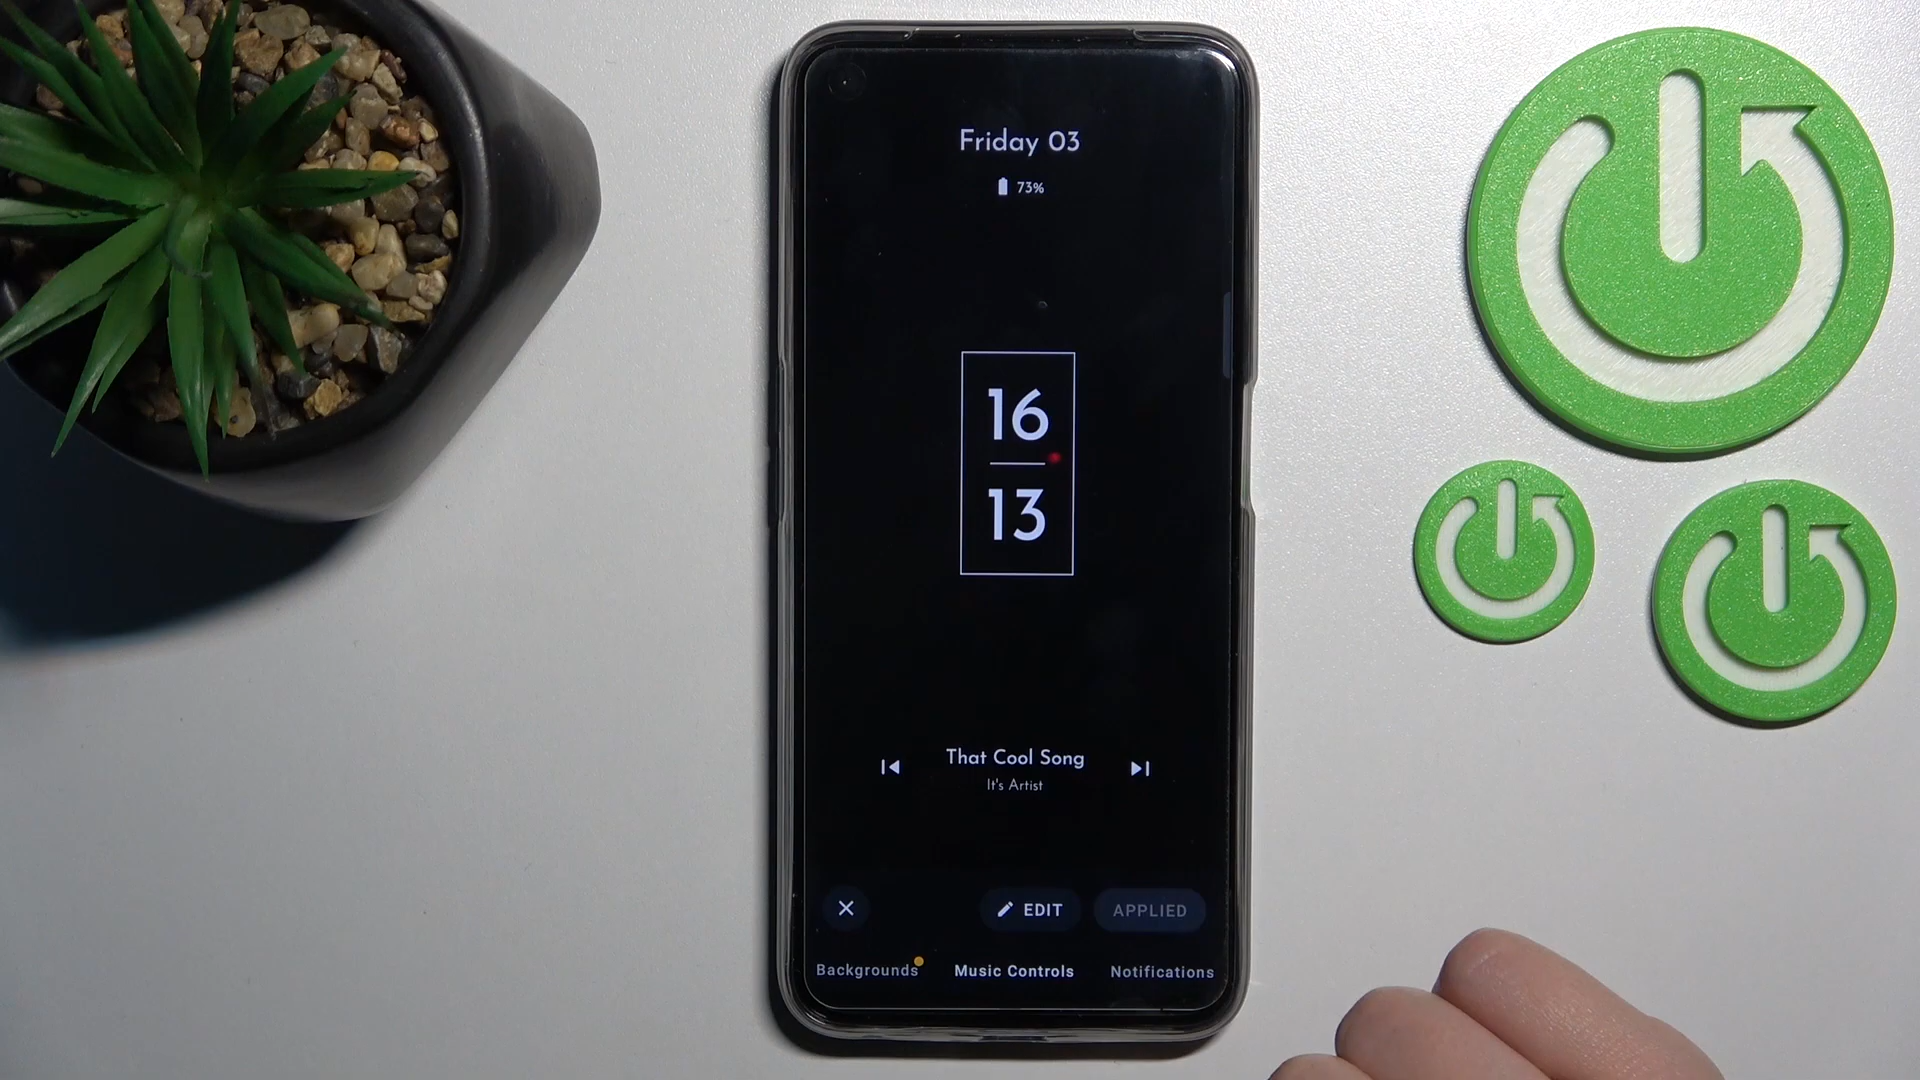 Friday 03
73%
16
13
That Cool Song
It's Artist
EDIT
APPLIED
Backgrounds
Music Controls
Notifications